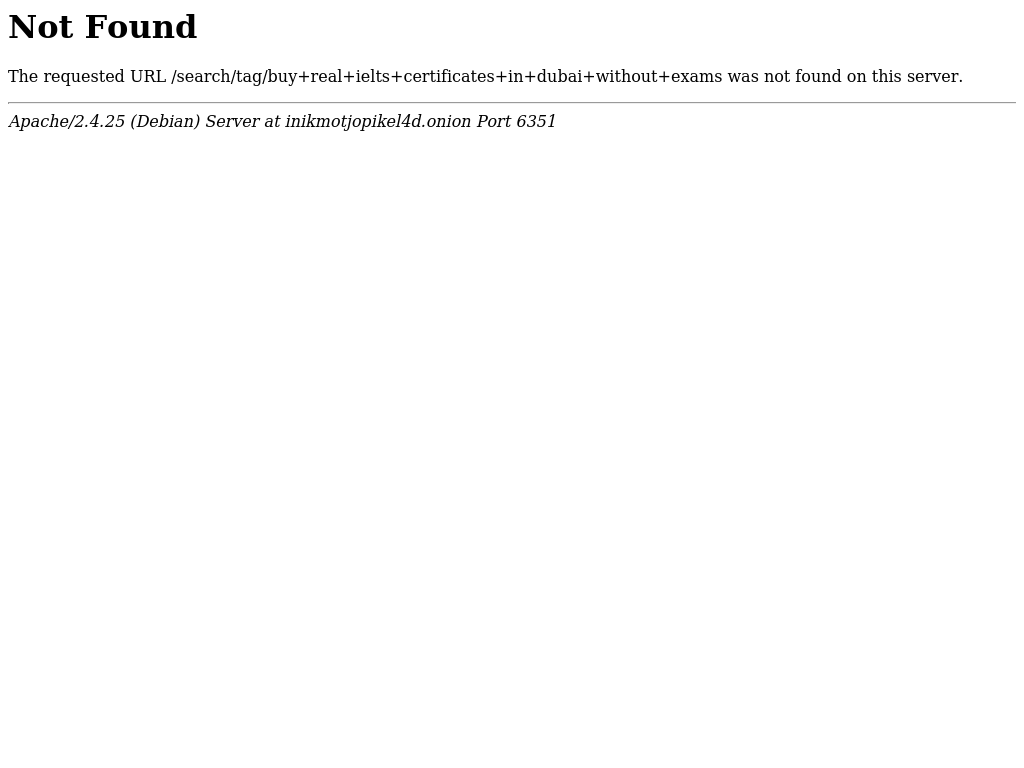 Not Found
The requested URL /search/tag/buy+real+ielts+certificates+in+dubai+without+exams was not found on this server.
Apache/2.4.25 (Debian) Server at inikmotjopikel4d.onion Port 6351